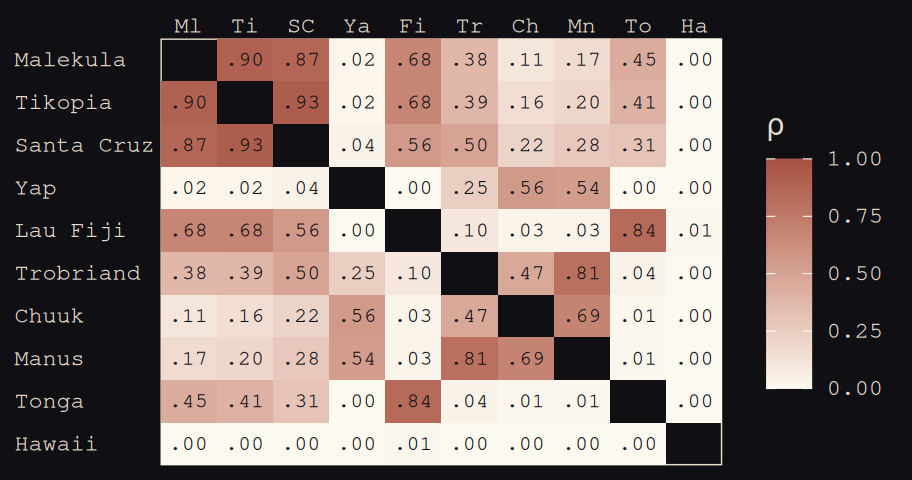 Ml Ti SC Ya Fi Tr Ch Mn To Ha
Malekula .90 .87 .02 .68 .38 .11 .17 .45 .00
Tikopia .90 .93 .02 .68 .39 .16 .20 .41 .00
Santa Cruz .87 .93 .04 .56 .50 .22 .28 .31 .00
Yap .02 .02 .04 .00 .25 .56 .54 .00 .00
Lau Fiji .68 .68 .56 .00 .10 .03 .03 .84 .01
Trobriand .38 .39 .50 .25 .10 .47 .81 .04 .00
Chuuk .11 .16 .22 .56 .03 .47 .69 .01 .00
Manus .17 .20 .28 .54 .03 .81 .69 .01 .00
Tonga .45 .41 .31 .00 .84 .04 .01 .01 .00
Hawaii .00 .00 .00 .00 .01 .00 .00 .00 .00
ρ
1.00
0.75
0.50
0.25
0.00